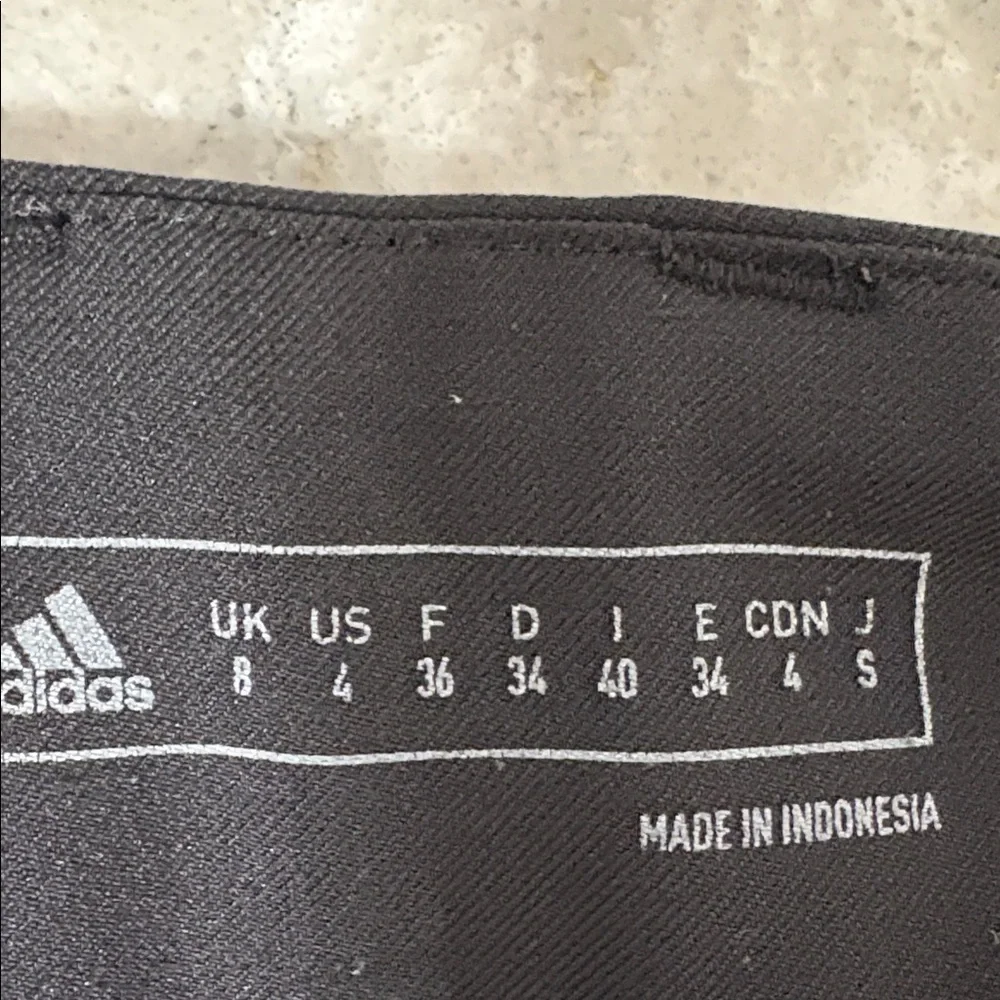 adidas
UK US F D I E CDN J
8 4 36 34 40 34 4 S
MADE IN INDONESIA